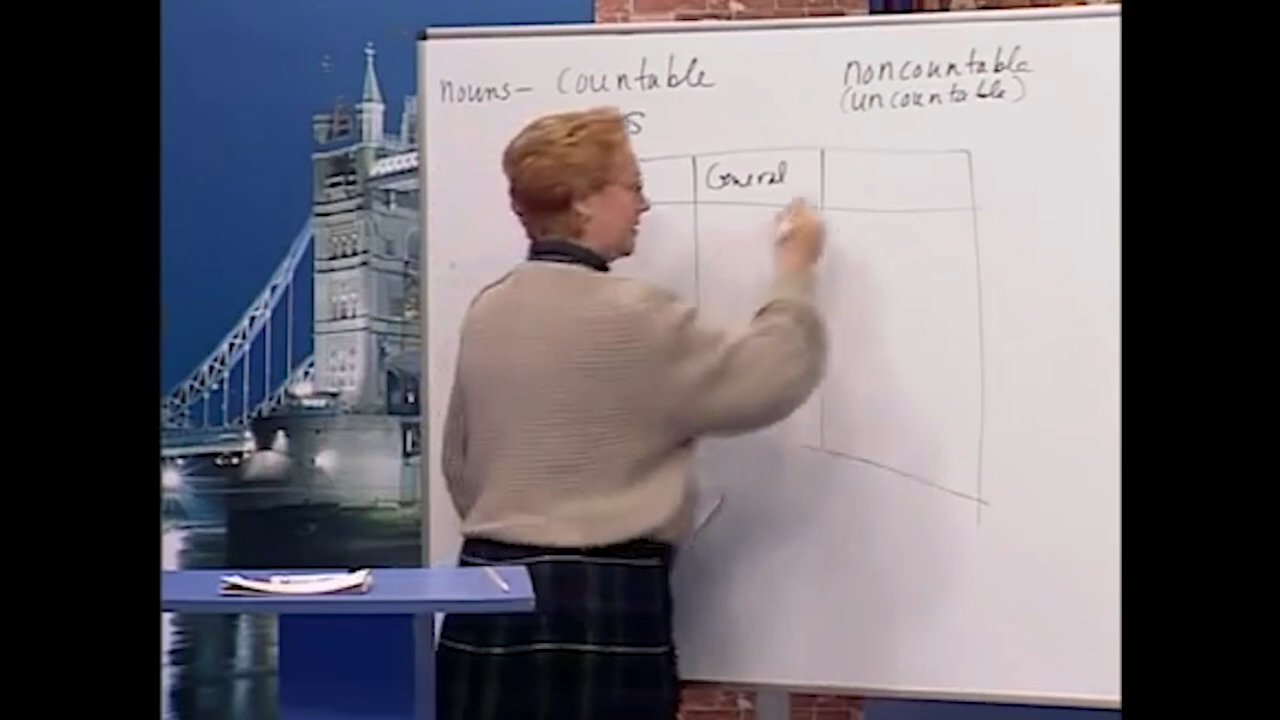 nouns- countable
noncountable
(uncountable)
s
General